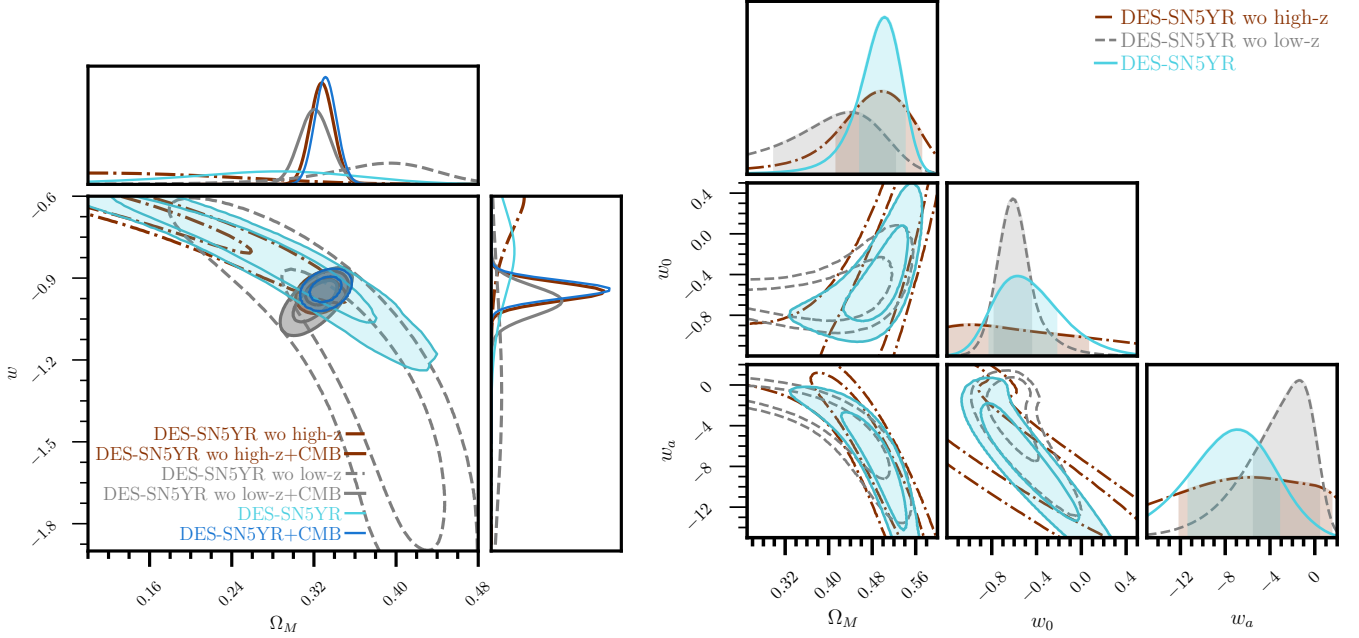 DES-SN5YR wo high-z
DES-SN5YR wo low-z
DES-SN5YR
−0.6
−0.9
−1.2
−1.5
−1.8
w
DES-SN5YR wo high-z
DES-SN5YR wo high-z+CMB
DES-SN5YR wo low-z
DES-SN5YR wo low-z+CMB
DES-SN5YR
DES-SN5YR+CMB
0.16
0.24
0.32
0.40
0.48
Ω_M
0.4
0.0
−0.4
−0.8
w_0
0
−4
−8
−12
w_a
0.32
0.40
0.48
0.56
Ω_M
−0.8
−0.4
0.0
0.4
w_0
−12
−8
−4
0
w_a